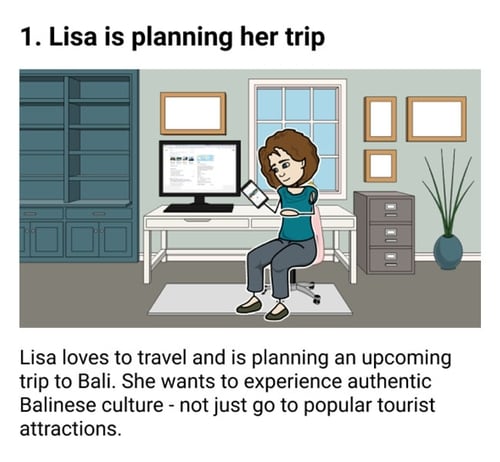 1. Lisa is planning her trip
Lisa loves to travel and is planning an upcoming
trip to Bali. She wants to experience authentic
Balinese culture - not just go to popular tourist
attractions.